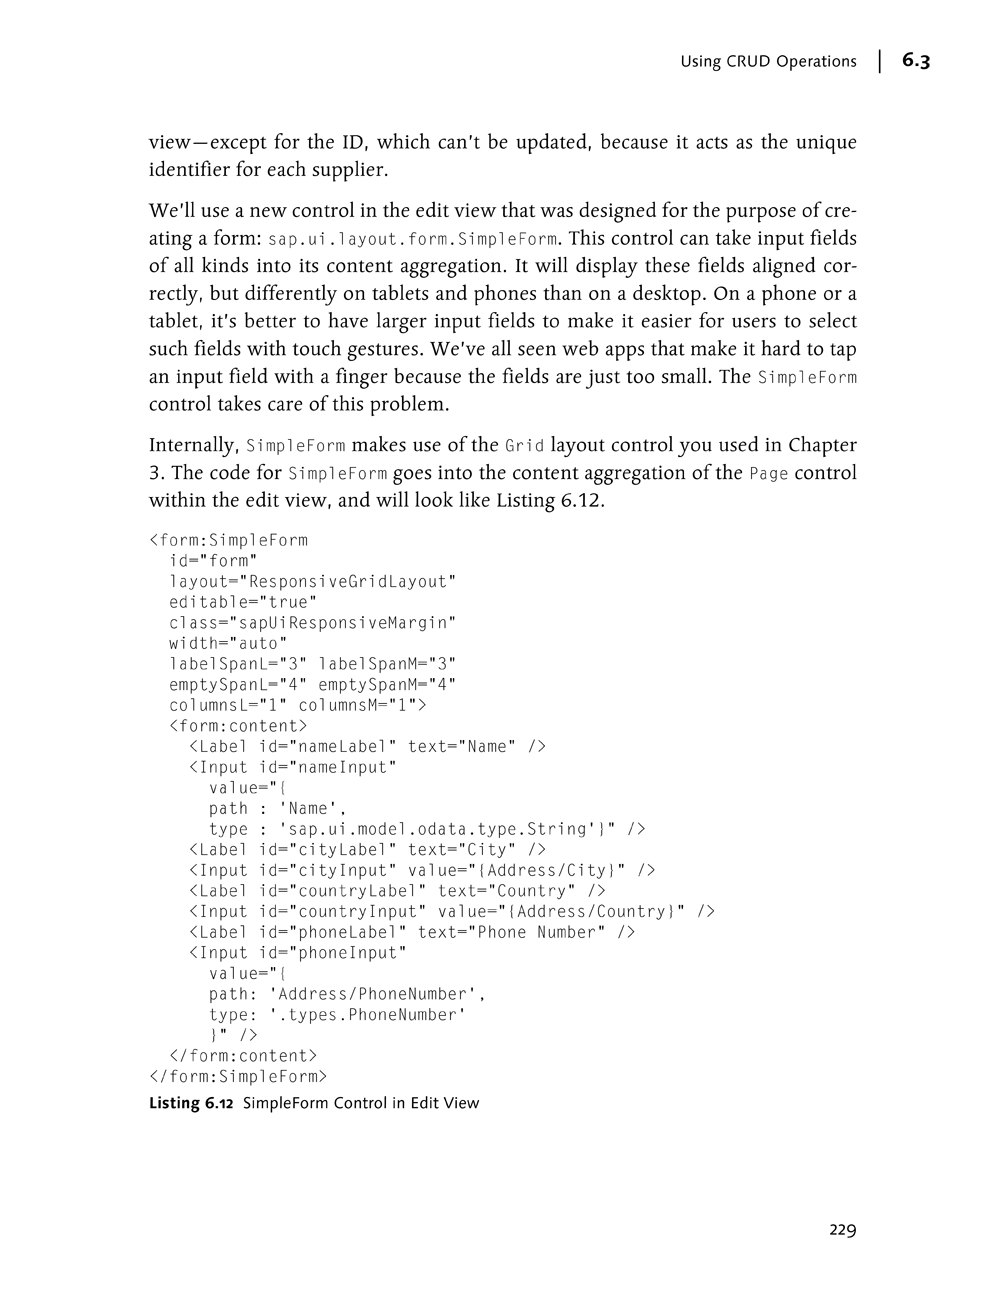 Using CRUD Operations | 6.3
view—except for the ID, which can't be updated, because it acts as the unique
identifier for each supplier.
We'll use a new control in the edit view that was designed for the purpose of cre-
ating a form: sap.ui.layout.form.SimpleForm. This control can take input fields
of all kinds into its content aggregation. It will display these fields aligned cor-
rectly, but differently on tablets and phones than on a desktop. On a phone or a
tablet, it's better to have larger input fields to make it easier for users to select
such fields with touch gestures. We've all seen web apps that make it hard to tap
an input field with a finger because the fields are just too small. The SimpleForm
control takes care of this problem.
Internally, SimpleForm makes use of the Grid layout control you used in Chapter
3. The code for SimpleForm goes into the content aggregation of the Page control
within the edit view, and will look like Listing 6.12.
<form:SimpleForm
  id="form"
  layout="ResponsiveGridLayout"
  editable="true"
  class="sapUiResponsiveMargin"
  width="auto"
  labelSpanL="3" labelSpanM="3"
  emptySpanL="4" emptySpanM="4"
  columnsL="1" columnsM="1">
  <form:content>
    <Label id="nameLabel" text="Name" />
    <Input id="nameInput"
      value="{
      path : 'Name',
      type : 'sap.ui.model.odata.type.String'}" />
    <Label id="cityLabel" text="City" />
    <Input id="cityInput" value="{Address/City}" />
    <Label id="countryLabel" text="Country" />
    <Input id="countryInput" value="{Address/Country}" />
    <Label id="phoneLabel" text="Phone Number" />
    <Input id="phoneInput"
      value="{
      path: 'Address/PhoneNumber',
      type: '.types.PhoneNumber'
      }" />
  </form:content>
</form:SimpleForm>
Listing 6.12 SimpleForm Control in Edit View
229